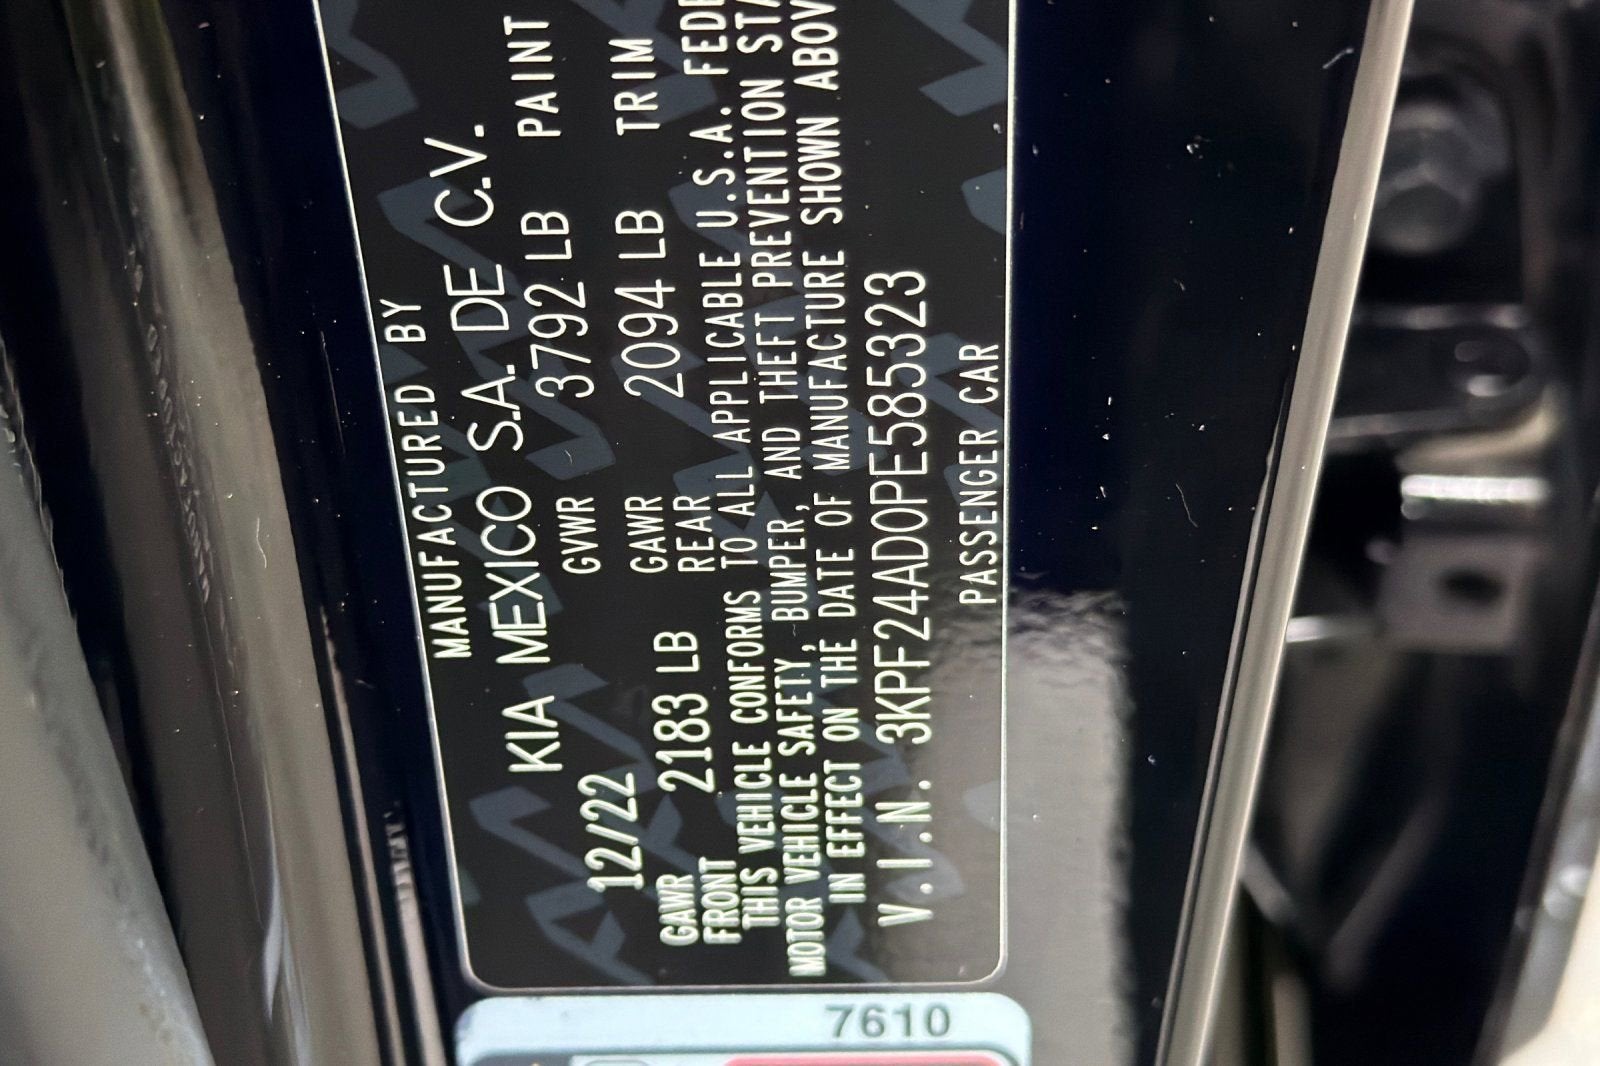 MANUFACTURED BY
KIA MEXICO S.A. DE C.V.
12/22 GVWR 3792 LB PAINT
GAWR FRONT 2183 LB GAWR REAR 2094 LB TRIM
THIS VEHICLE CONFORMS TO ALL APPLICABLE U.S.A. FEDE
MOTOR VEHICLE SAFETY, BUMPER, AND THEFT PREVENTION STA
IN EFFECT ON THE DATE OF MANUFACTURE SHOWN ABOV
V.I.N. 3KPF24AD0PE585323
PASSENGER CAR
7610